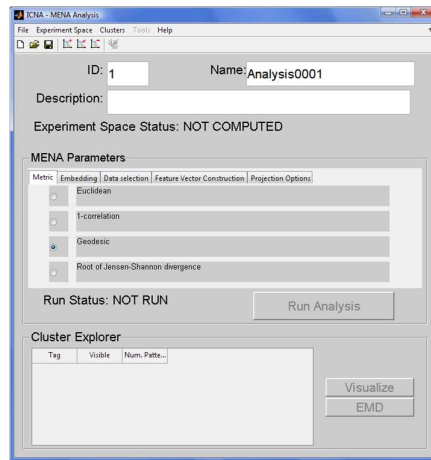 ICNA - MENA Analysis
File Experiment Space Clusters Tools Help
ID: 1 Name: Analysis0001
Description:
Experiment Space Status: NOT COMPUTED
MENA Parameters
Metric Embedding Data selection Feature Vector Construction Projection Options
Euclidean
1-correlation
Geodesic
Root of Jensen-Shannon divergence
Run Status: NOT RUN Run Analysis
Cluster Explorer
Tag Visible Num. Patte...
Visualize
EMD